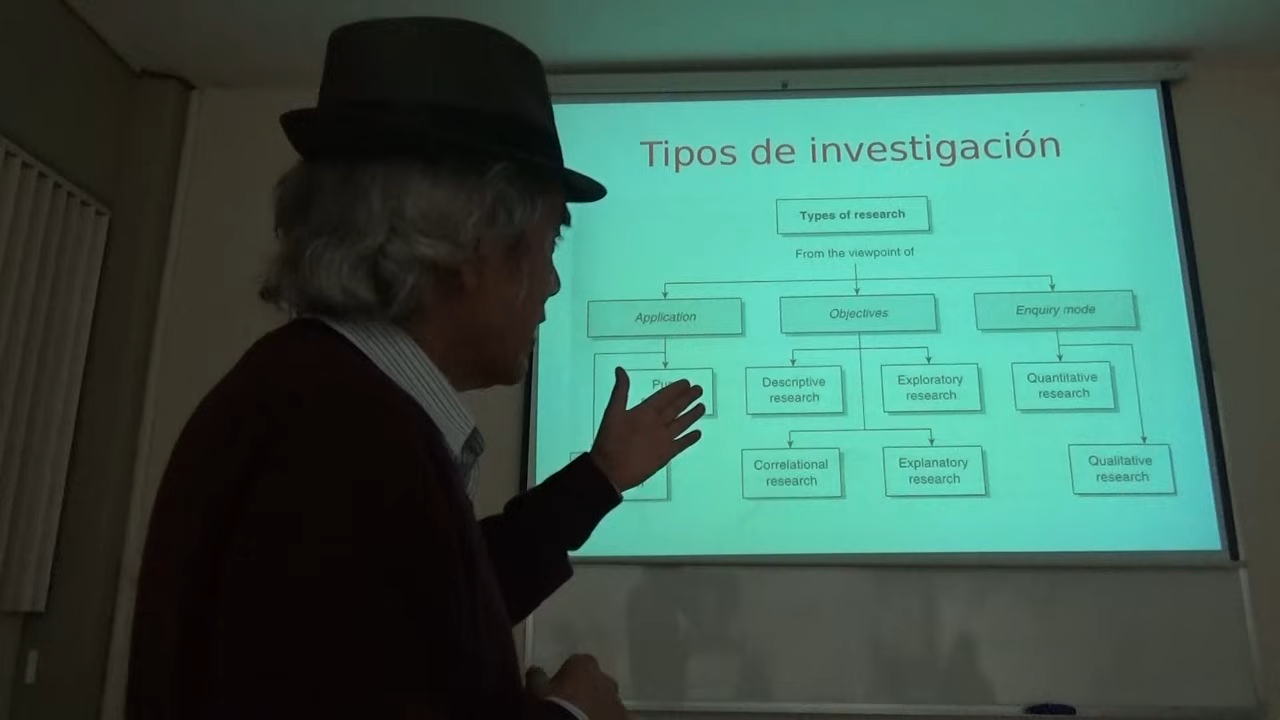 Tipos de investigación
Types of research
From the viewpoint of
Application
Objectives
Enquiry mode
Descriptive
research
Exploratory
research
Quantitative
research
Correlational
research
Explanatory
research
Qualitative
research